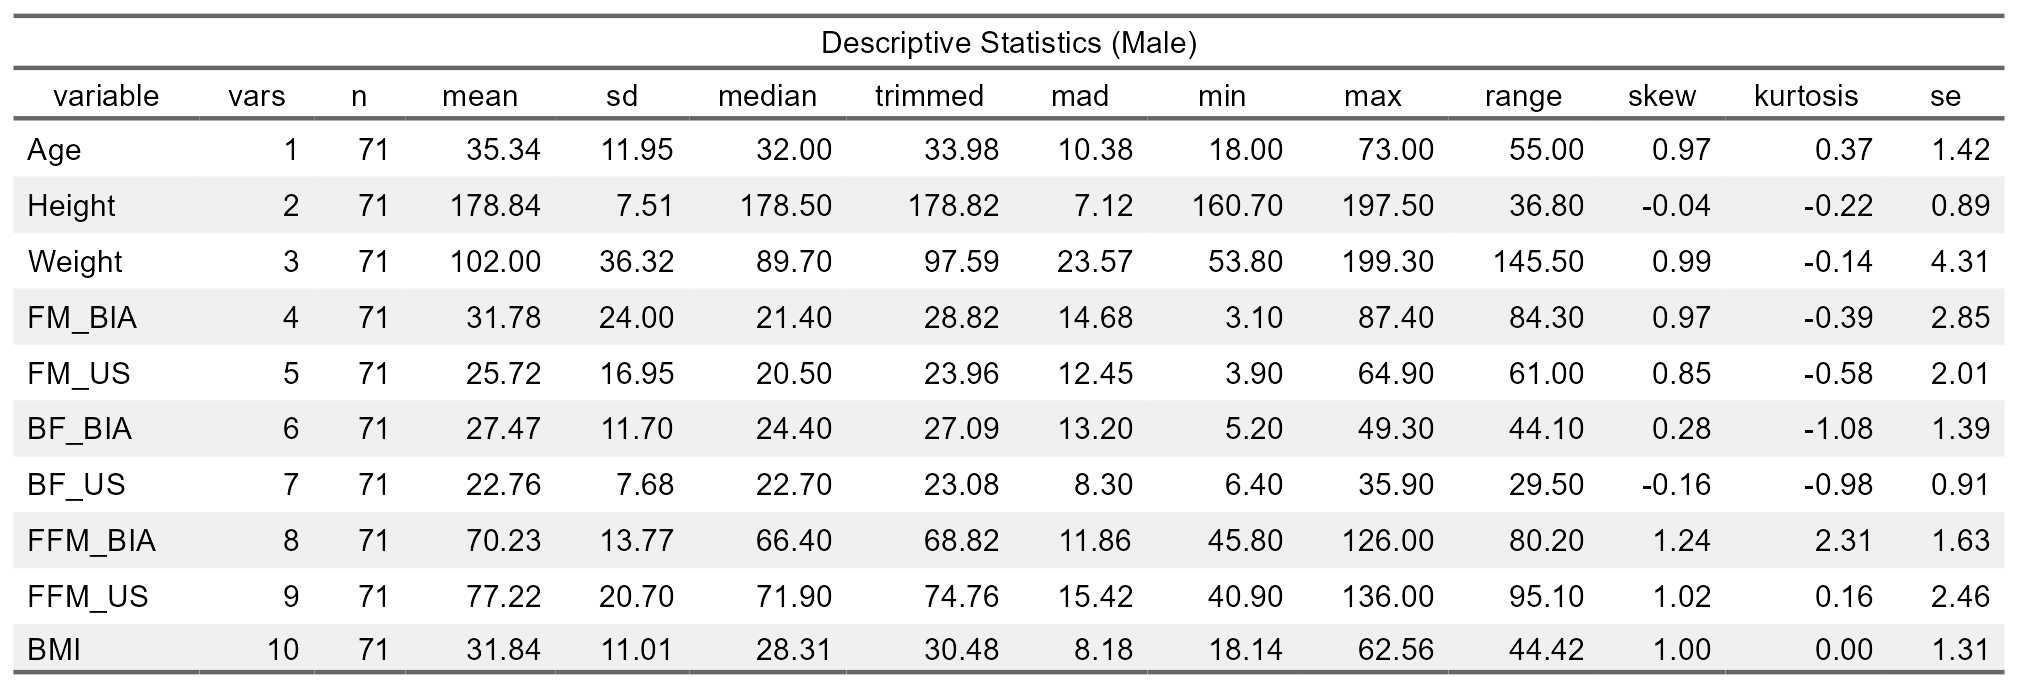 Descriptive Statistics (Male)
variable vars n mean sd median trimmed mad min max range skew kurtosis se
Age 1 71 35.34 11.95 32.00 33.98 10.38 18.00 73.00 55.00 0.97 0.37 1.42
Height 2 71 178.84 7.51 178.50 178.82 7.12 160.70 197.50 36.80 -0.04 -0.22 0.89
Weight 3 71 102.00 36.32 89.70 97.59 23.57 53.80 199.30 145.50 0.99 -0.14 4.31
FM_BIA 4 71 31.78 24.00 21.40 28.82 14.68 3.10 87.40 84.30 0.97 -0.39 2.85
FM_US 5 71 25.72 16.95 20.50 23.96 12.45 3.90 64.90 61.00 0.85 -0.58 2.01
BF_BIA 6 71 27.47 11.70 24.40 27.09 13.20 5.20 49.30 44.10 0.28 -1.08 1.39
BF_US 7 71 22.76 7.68 22.70 23.08 8.30 6.40 35.90 29.50 -0.16 -0.98 0.91
FFM_BIA 8 71 70.23 13.77 66.40 68.82 11.86 45.80 126.00 80.20 1.24 2.31 1.63
FFM_US 9 71 77.22 20.70 71.90 74.76 15.42 40.90 136.00 95.10 1.02 0.16 2.46
BMI 10 71 31.84 11.01 28.31 30.48 8.18 18.14 62.56 44.42 1.00 0.00 1.31